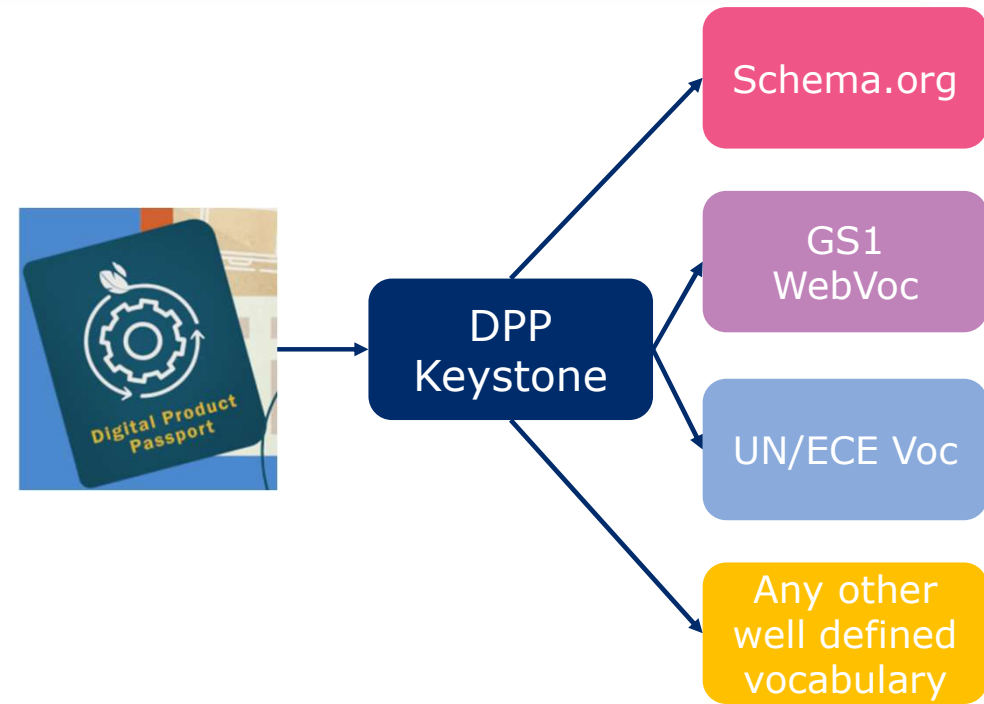 Schema.org
GS1
WebVoc
DPP
Keystone
Digital Product
Passport
UN/ECE Voc
Any other
well defined
vocabulary